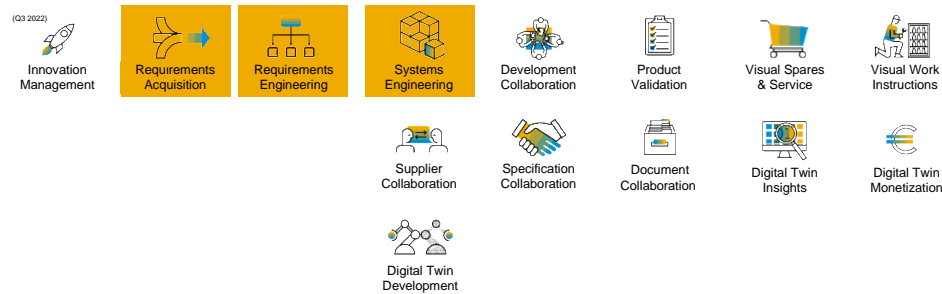 (Q3 2022)
Innovation
Management
Requrements
Acquisition
Requirements
Engineering
Systems
Engineering
Development
Collaboration
Product
Validation
Visual Spares
& Service
Visual Work
Instructions
Supplier
Collaboration
Specification
Collaboration
Document
Collaboration
Digital Twin
Insights
Digital Twin
Monetization
Digital Twin
Development